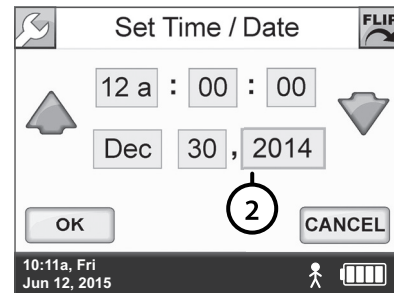 Set Time / Date
FLIP
12 a : 00 : 00
Dec 30 , 2014
2
OK
CANCEL
10:11a, Fri
Jun 12, 2015